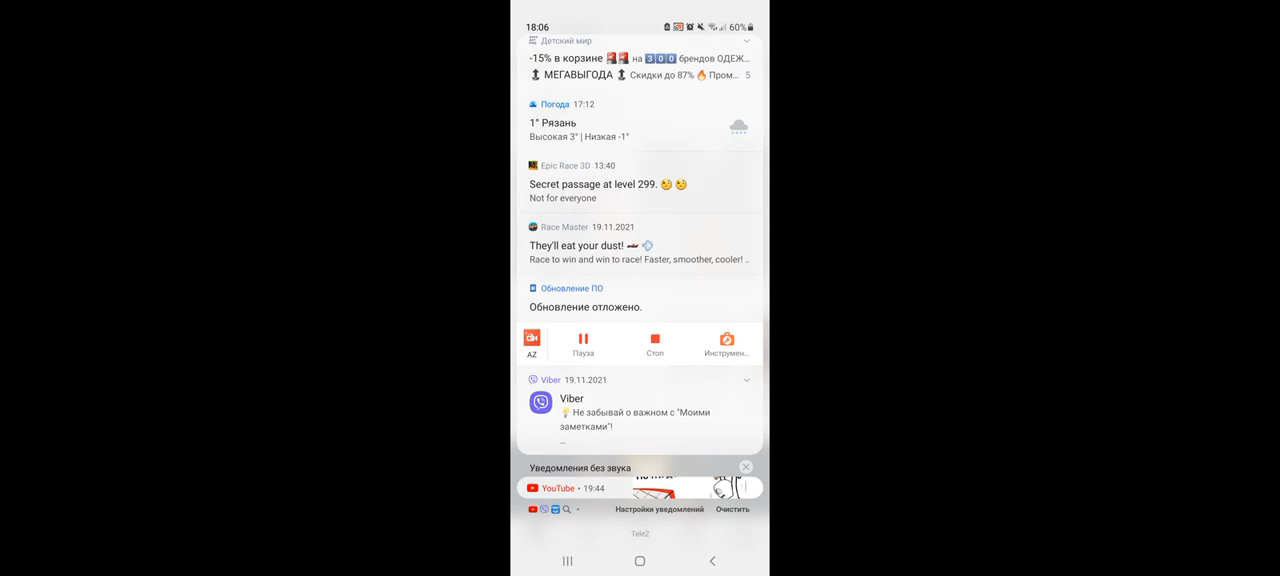 18:06
60%
Детский мир
-15% в корзине 🚨🚨 на 300 брендов ОДЕЖ…
⬆ МЕГАВЫГОДА ⬆ Скидки до 87% 🔥 Пром… 5
Погода 17:12
1° Рязань
Высокая 3° | Низкая -1°
Epic Race 3D 13:40
Secret passage at level 299. 🧐 🧐
Not for everyone
Race Master 19.11.2021
They'll eat your dust! 🏎 💨
Race to win and win to race! Faster, smoother, cooler! ..
Обновление ПО
Обновление отложено.
AZ Пауза Стоп Инструмен…
Viber 19.11.2021
Viber
💡 Не забывай о важном с "Моими
заметками"!
...
Уведомления без звука
YouTube • 19:44
Настройки уведомлений Очистить
Tele2